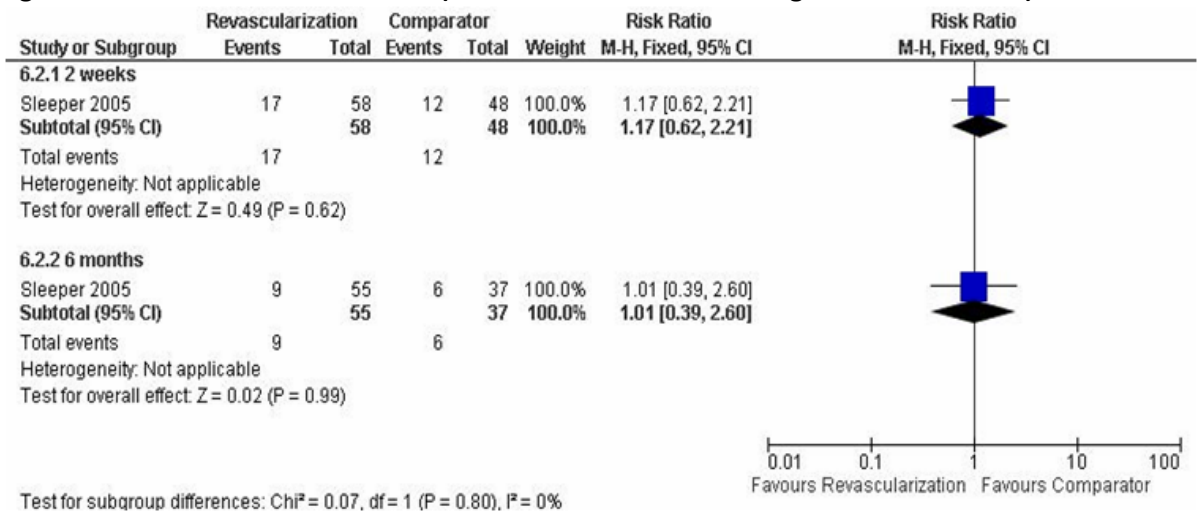 Revascularization Comparator Risk Ratio Risk Ratio
Study or Subgroup Events Total Events Total Weight M-H, Fixed, 95% CI M-H, Fixed, 95% CI
6.2.1 2 weeks
Sleeper 2005 17 58 12 48 100.0% 1.17 [0.62, 2.21]
Subtotal (95% CI) 58 48 100.0% 1.17 [0.62, 2.21]
Total events 17 12
Heterogeneity: Not applicable
Test for overall effect: Z = 0.49 (P = 0.62)
6.2.2 6 months
Sleeper 2005 9 55 6 37 100.0% 1.01 [0.39, 2.60]
Subtotal (95% CI) 55 37 100.0% 1.01 [0.39, 2.60]
Total events 9 6
Heterogeneity: Not applicable
Test for overall effect: Z = 0.02 (P = 0.99)
0.01 0.1 1 10 100
Favours Revascularization Favours Comparator
Test for subgroup differences: Chi² = 0.07, df = 1 (P = 0.80), I² = 0%